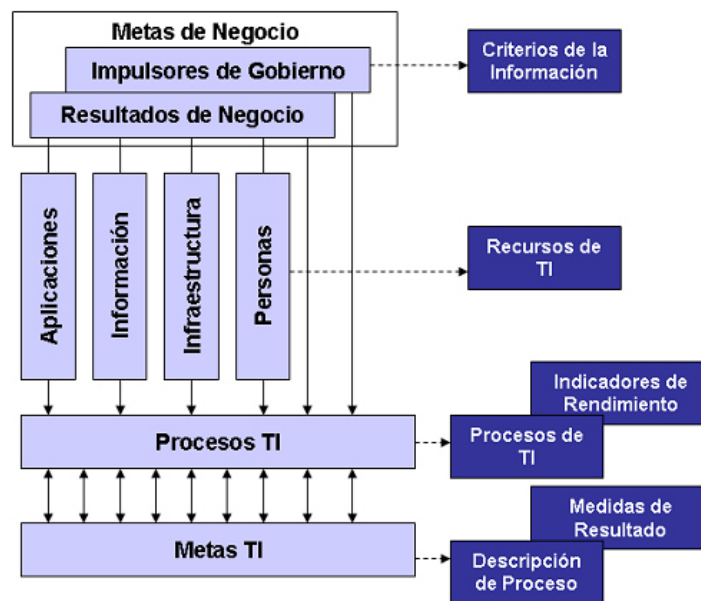 Metas de Negocio
Impulsores de Gobierno
Resultados de Negocio
Criterios de la
Información
Aplicaciones
Información
Infraestructura
Personas
Recursos de
TI
Indicadores de
Rendimiento
Procesos TI
Procesos de
TI
Medidas de
Resultado
Metas TI
Descripción
de Proceso